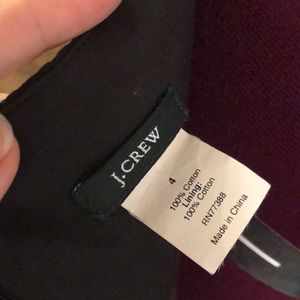 J.CREW
4
100% Cotton
Lining:
100% Cotton
RN77388
Made in China